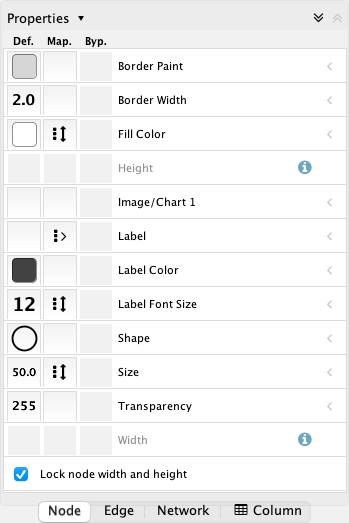 Properties
Def. Map. Byp.
Border Paint
2.0 Border Width
Fill Color
Height
Image/Chart 1
Label
Label Color
12 Label Font Size
Shape
50.0 Size
255 Transparency
Width
Lock node width and height
Node Edge Network Column